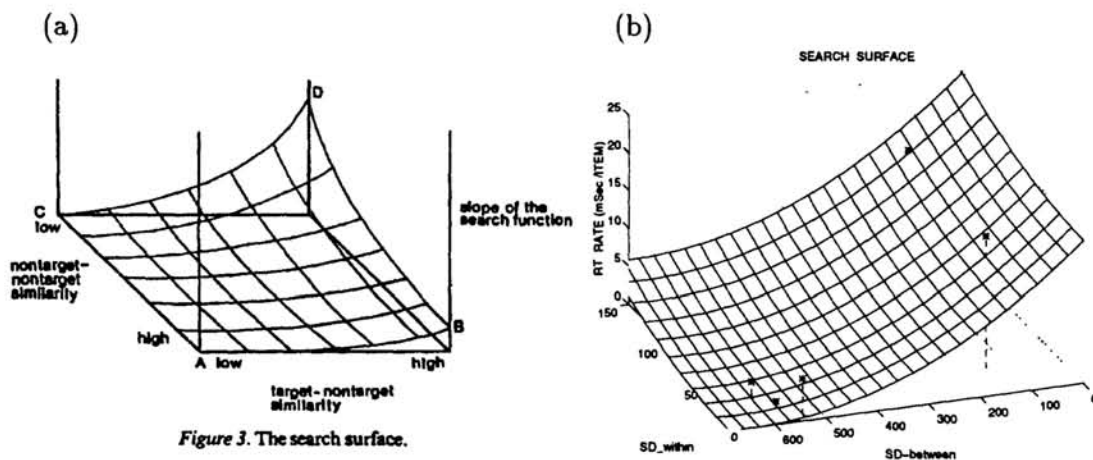 (a)
D
C
low
slope of the
search function
nontarget-
nontarget
similarity
high
A low
high
B
target-nontarget
similarity
Figure 3. The search surface.
(b)
SEARCH SURFACE
RT RATE (mSec /ITEM)
25
20
15
10
5
0
150
100
50
0
SD_within
600
500
400
300
200
100
SD-between